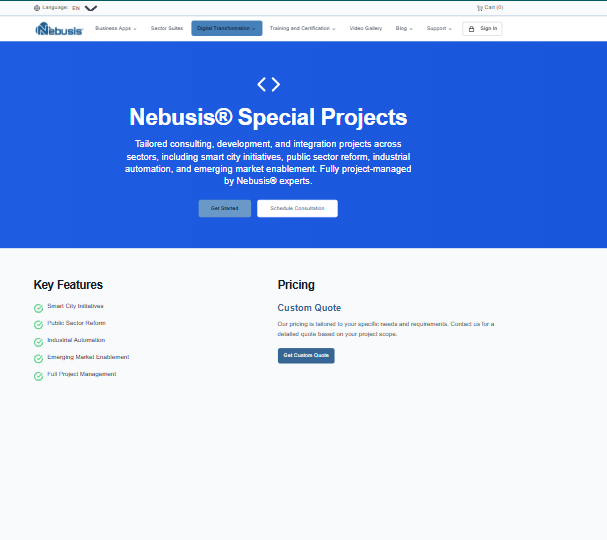 Language: EN
Cart (0)
Nebusis
Business Apps
Sector Suites
Digital Transformation
Training and Certification
Video Gallery
Blog
Support
Sign In
Nebusis® Special Projects
Tailored consulting, development, and integration projects across
sectors, including smart city initiatives, public sector reform, industrial
automation, and emerging market enablement. Fully project-managed
by Nebusis® experts.
Get Started
Schedule Consultation
Key Features
Smart City Initiatives
Public Sector Reform
Industrial Automation
Emerging Market Enablement
Full Project Management
Pricing
Custom Quote
Our pricing is tailored to your specific needs and requirements. Contact us for a
detailed quote based on your project scope.
Get Custom Quote